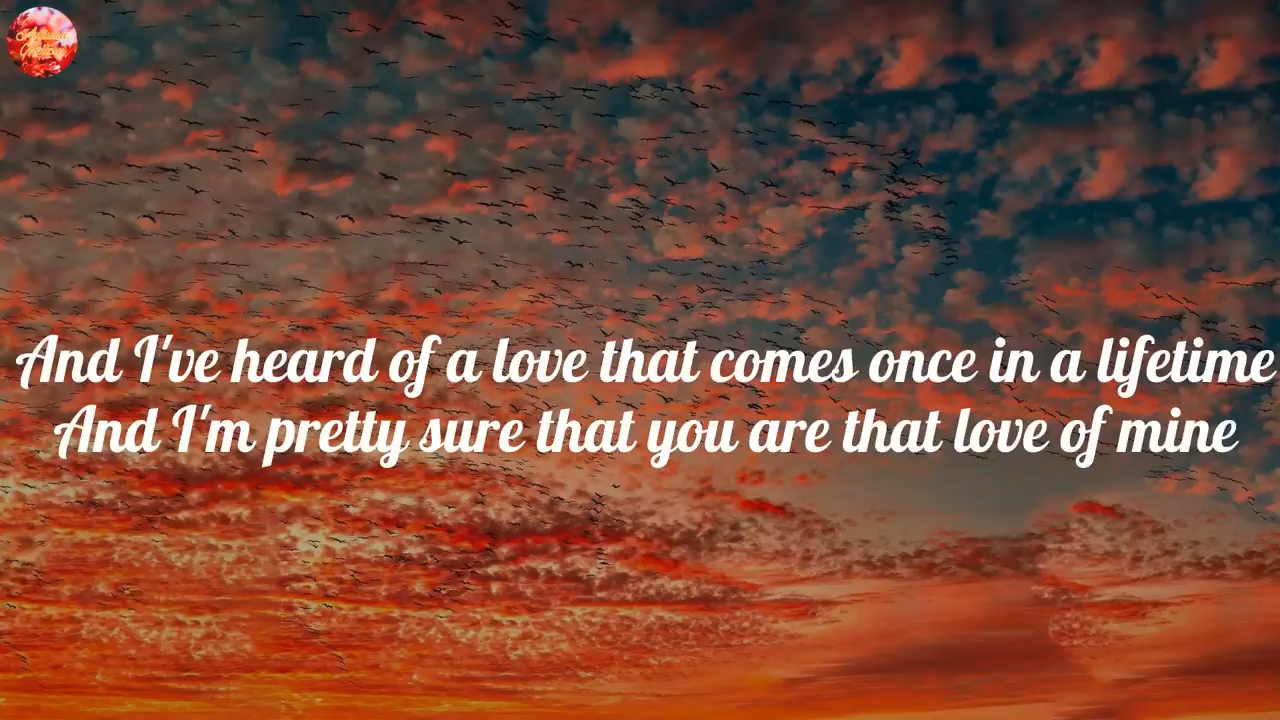 And I've heard of a love that comes once in a lifetime
And I'm pretty sure that you are that love of mine